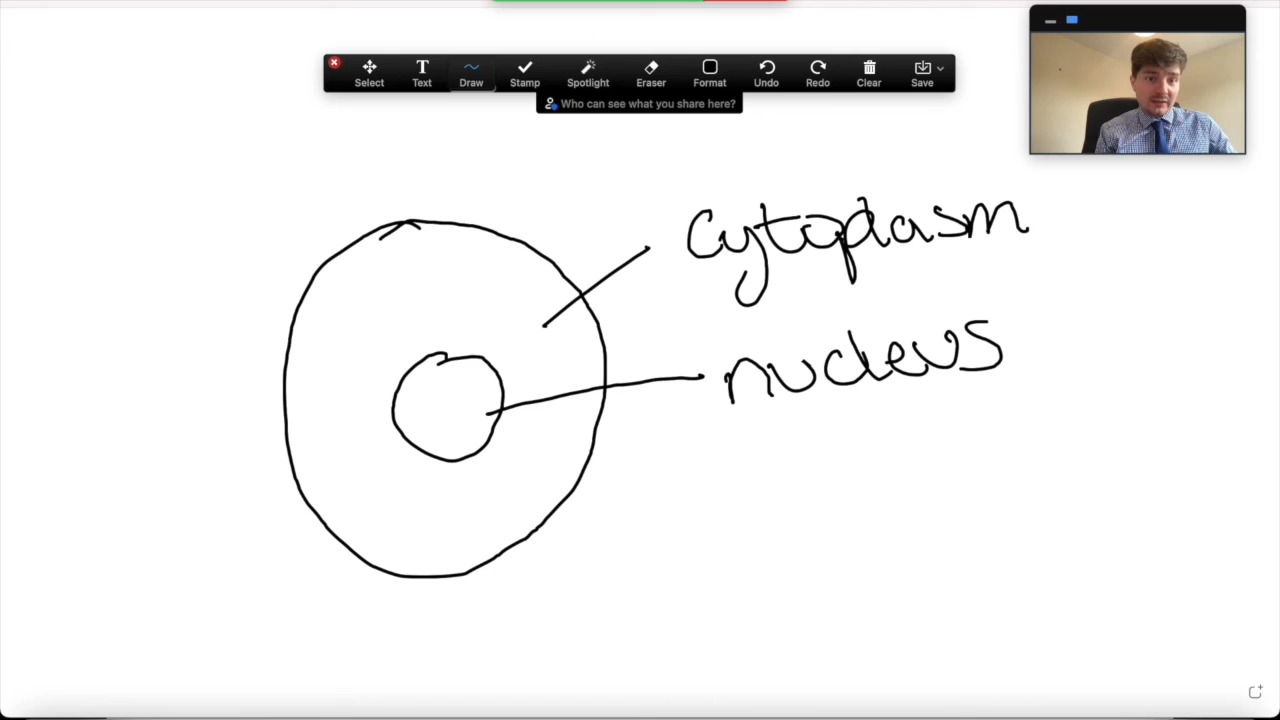 Select Text Draw Stamp Spotlight Eraser Format Undo Redo Clear Save
Who can see what you share here?
Cytoplasm
nucleus